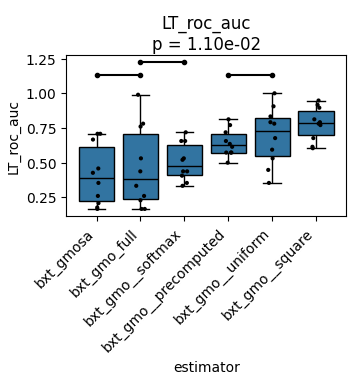 LT_roc_auc
p = 1.10e-02
LT_roc_auc
1.25
1.00
0.75
0.50
0.25
bxt_gmosa
bxt_gmo_full
bxt_gmo__softmax
bxt_gmo__precomputed
bxt_gmo__uniform
bxt_gmo__square
estimator